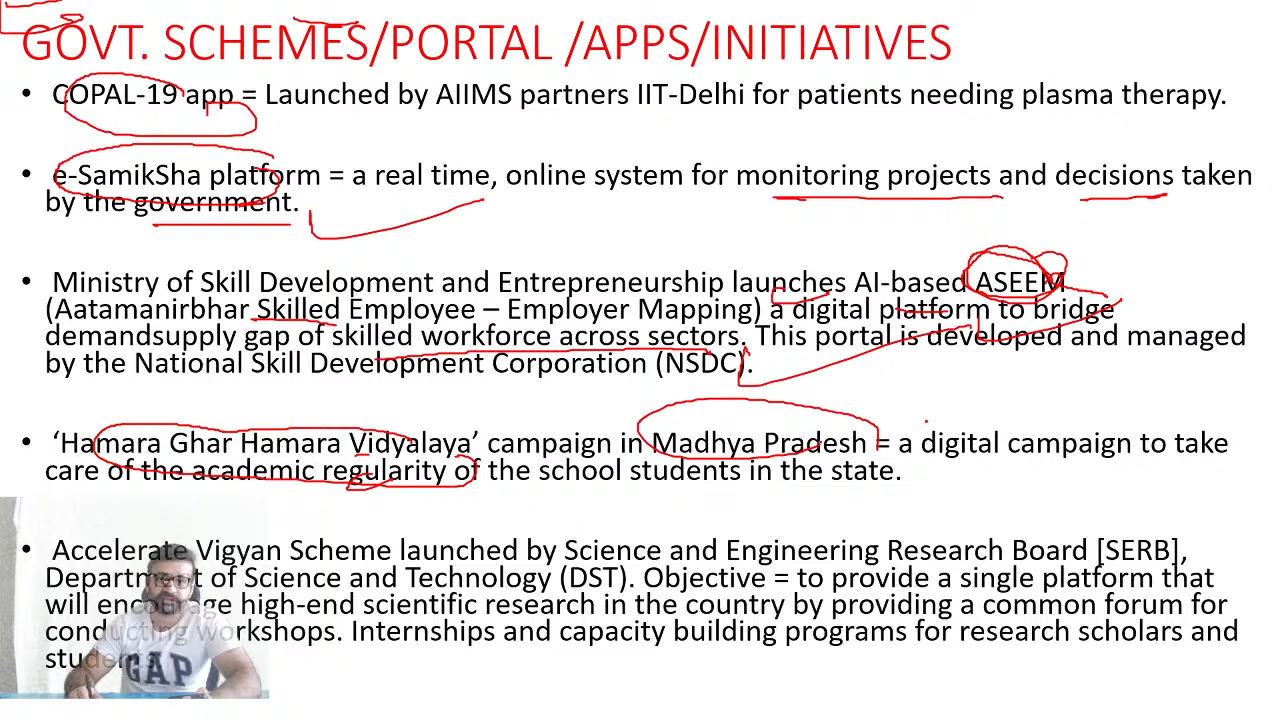 GOVT. SCHEMES/PORTAL /APPS/INITIATIVES
• COPAL-19 app = Launched by AIIMS partners IIT-Delhi for patients needing plasma therapy.
• e-SamikSha platform = a real time, online system for monitoring projects and decisions taken
by the government.
• Ministry of Skill Development and Entrepreneurship launches AI-based ASEEM
(Aatamanirbhar Skilled Employee – Employer Mapping) a digital platform to bridge
demandsupply gap of skilled workforce across sectors. This portal is developed and managed
by the National Skill Development Corporation (NSDC).
• ‘Hamara Ghar Hamara Vidyalaya’ campaign in Madhya Pradesh = a digital campaign to take
care of the academic regularity of the school students in the state.
• Accelerate Vigyan Scheme launched by Science and Engineering Research Board [SERB],
Department of Science and Technology (DST). Objective = to provide a single platform that
will encourage high-end scientific research in the country by providing a common forum for
conducting workshops. Internships and capacity building programs for research scholars and
students.
GAP